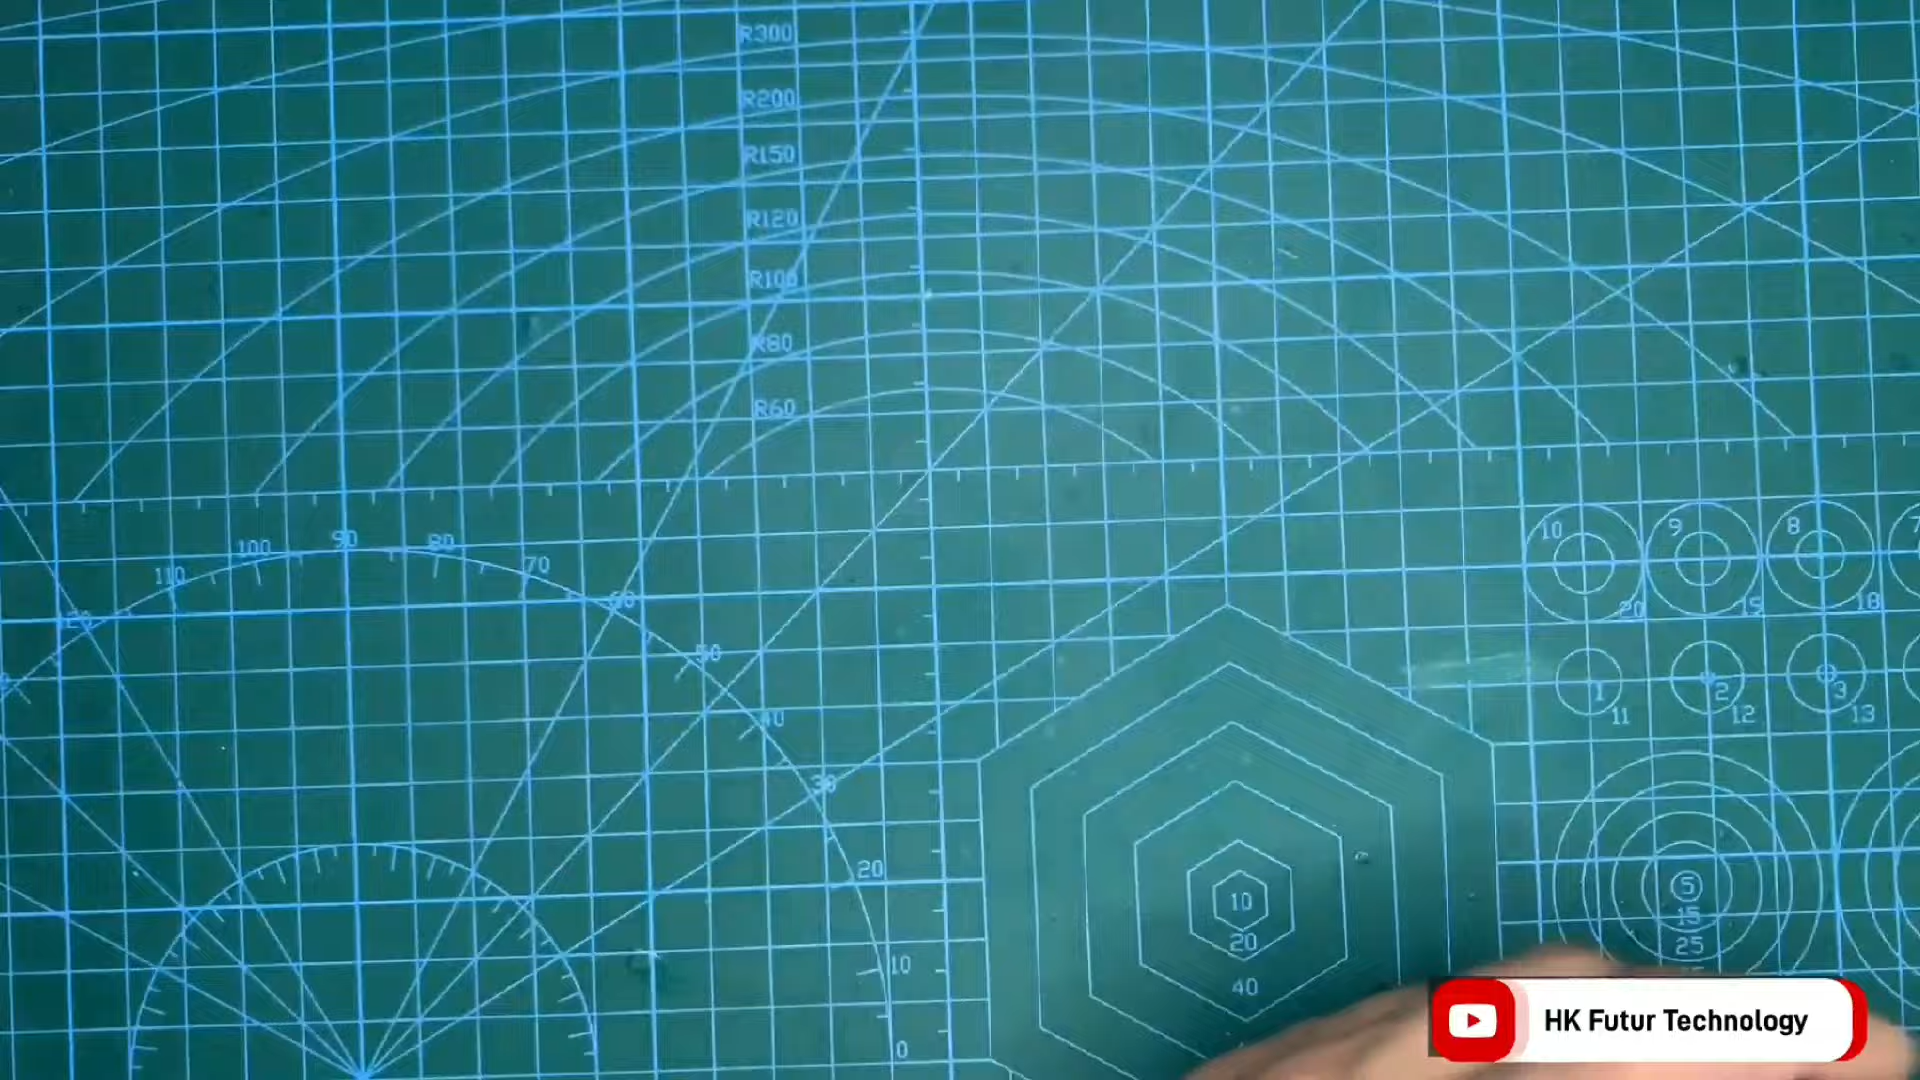 R300
R200
R150
R120
R100
R80
R60
110 100 90 80 70
60
50
40
30
20
10
0
10 9 8
20 15 18
1 2 3
11 12 13
10
20
40
5
15
25
HK Futur Technology